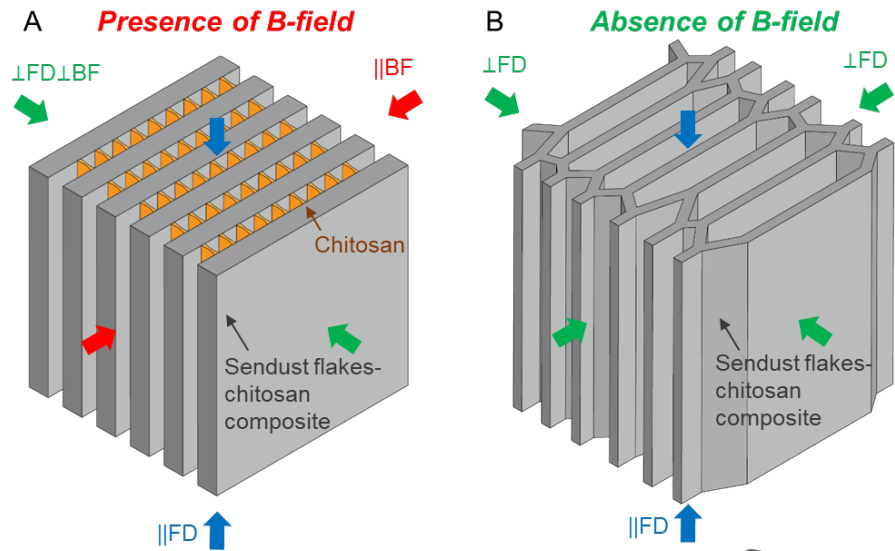 A
Presence of B-field
⊥FD⊥BF
||BF
Chitosan
Sendust flakes-
chitosan
composite
||FD
B
Absence of B-field
⊥FD
⊥FD
Sendust flakes-
chitosan
composite
||FD